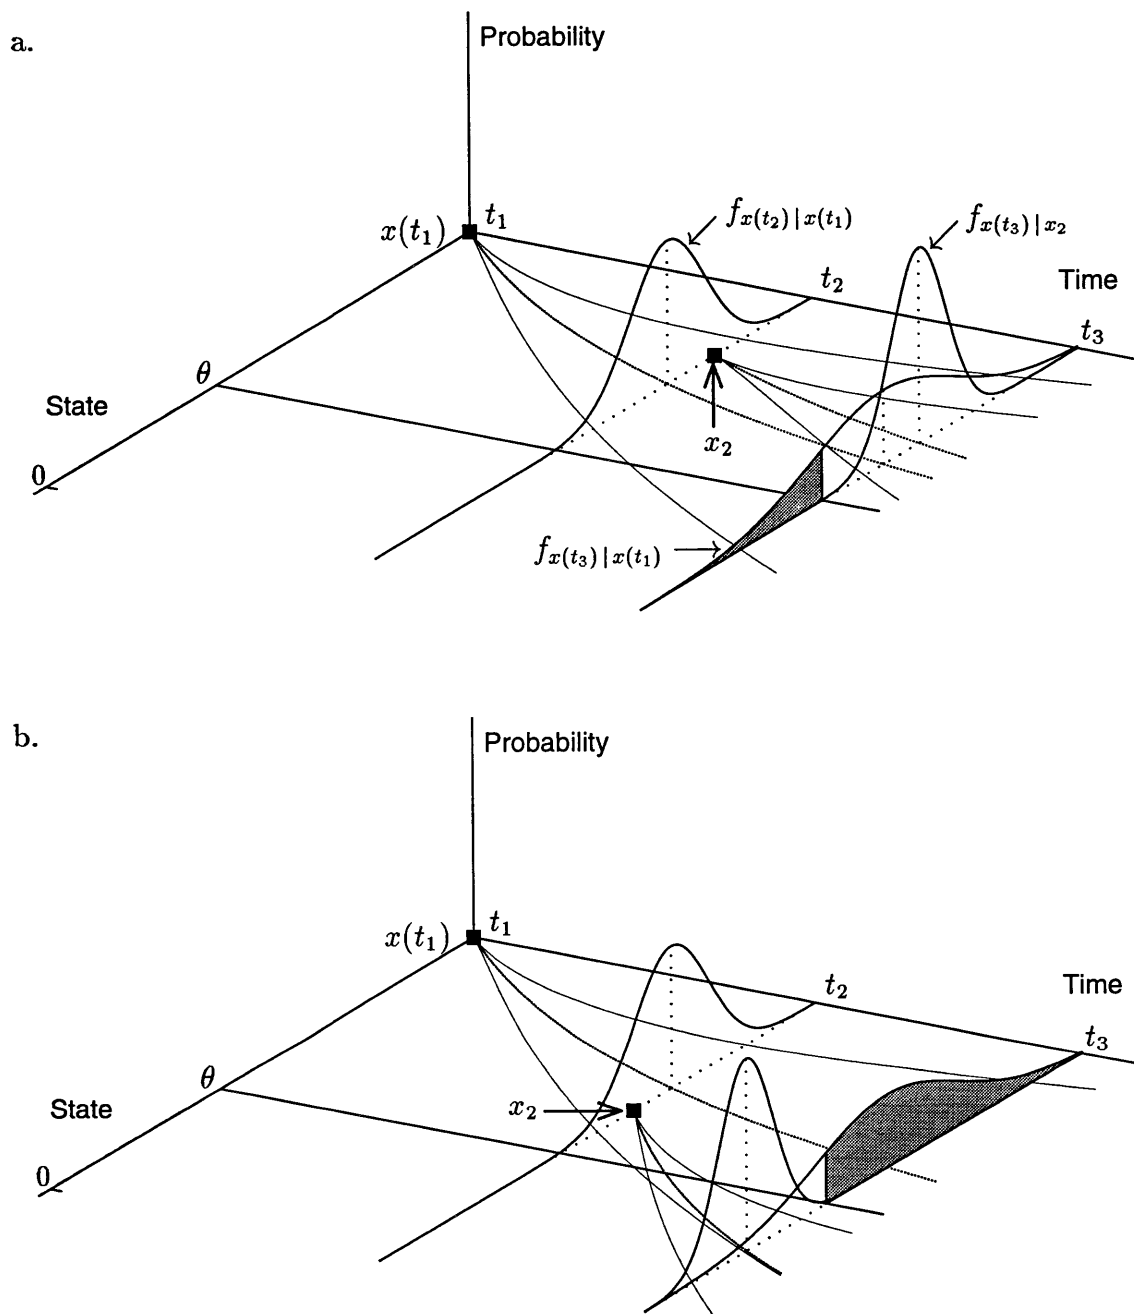 a.
Probability
x(t₁)
t₁
f_{x(t₂)|x(t₁)}
f_{x(t₃)|x₂}
t₂
Time
t₃
θ
State
x₂
0
f_{x(t₃)|x(t₁)}
b.
Probability
x(t₁)
t₁
t₂
Time
t₃
θ
State
x₂
0